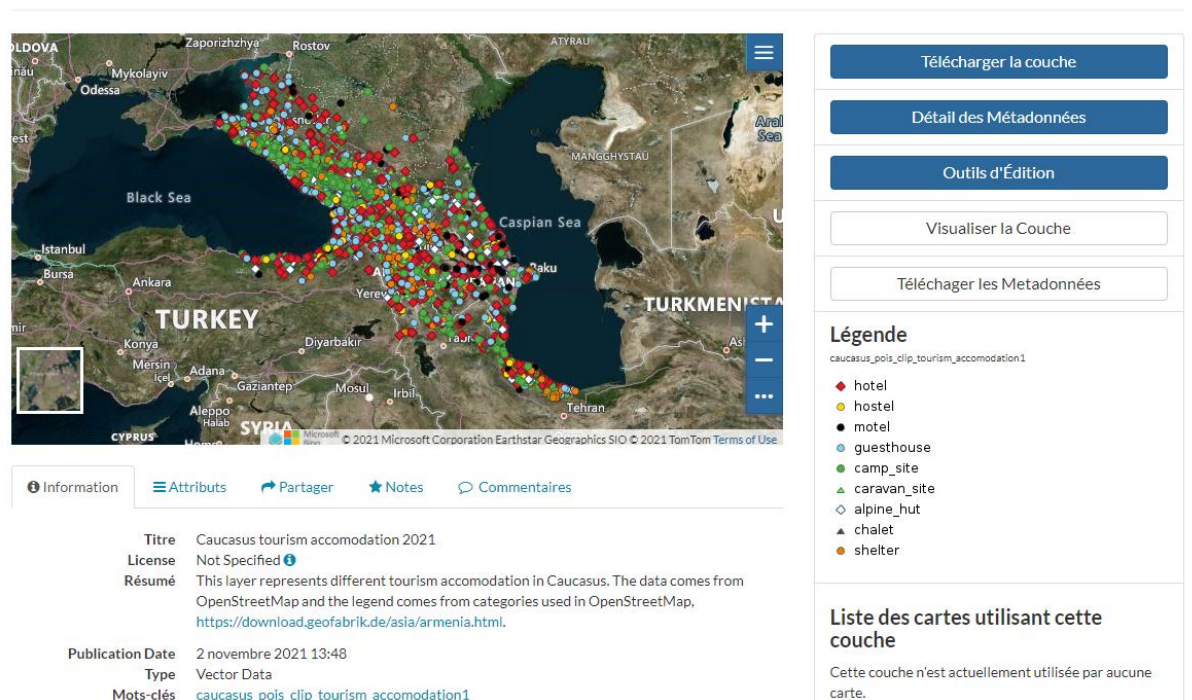 LDOVA
Zaporizhzhya
Rostov
ATYRAU
Mykolayiv
Odessa
Aral
Sea
MANGGHYSTAU
Black Sea
Caspian Sea
Istanbul
Bursa
Ankara
Baku
Yerev
TURKEY
TURKMENISTA
Konya
Diyarbakır
Mersin
İçel
Adana
Gaziantep
Mosul
Irbil
Aleppo
Halab
Tehran
CYPRUS
SYRIA
Microsoft
Bing
© 2021 Microsoft Corporation Earthstar Geographics SIO © 2021 TomTom Terms of Use
Information
Attributs
Partager
Notes
Commentaires
Titre Caucasus tourism accomodation 2021
License Not Specified
Résumé This layer represents different tourism accomodation in Caucasus. The data comes from
OpenStreetMap and the legend comes from categories used in OpenStreetMap,
https://download.geofabrik.de/asia/armenia.html.
Publication Date 2 novembre 2021 13:48
Type Vector Data
Mots-clés caucasus_pois_clip_tourism_accomodation1
Télécharger la couche
Détail des Métadonnées
Outils d'Édition
Visualiser la Couche
Téléchager les Metadonnées
Légende
caucasus_pois_clip_tourism_accomodation1
hotel
hostel
motel
guesthouse
camp_site
caravan_site
alpine_hut
chalet
shelter
Liste des cartes utilisant cette
couche
Cette couche n'est actuellement utilisée par aucune
carte.